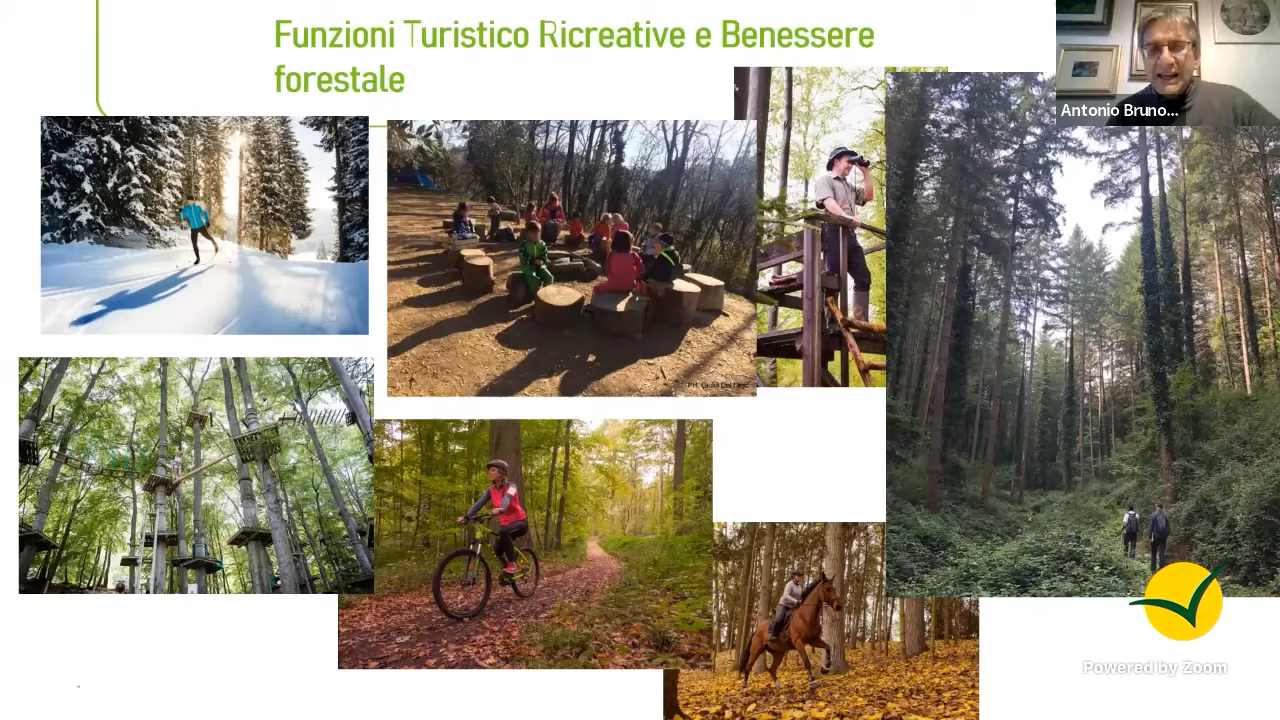 Funzioni Turistico Ricreative e Benessere
forestale
Antonio Bruno...
Powered by Zoom